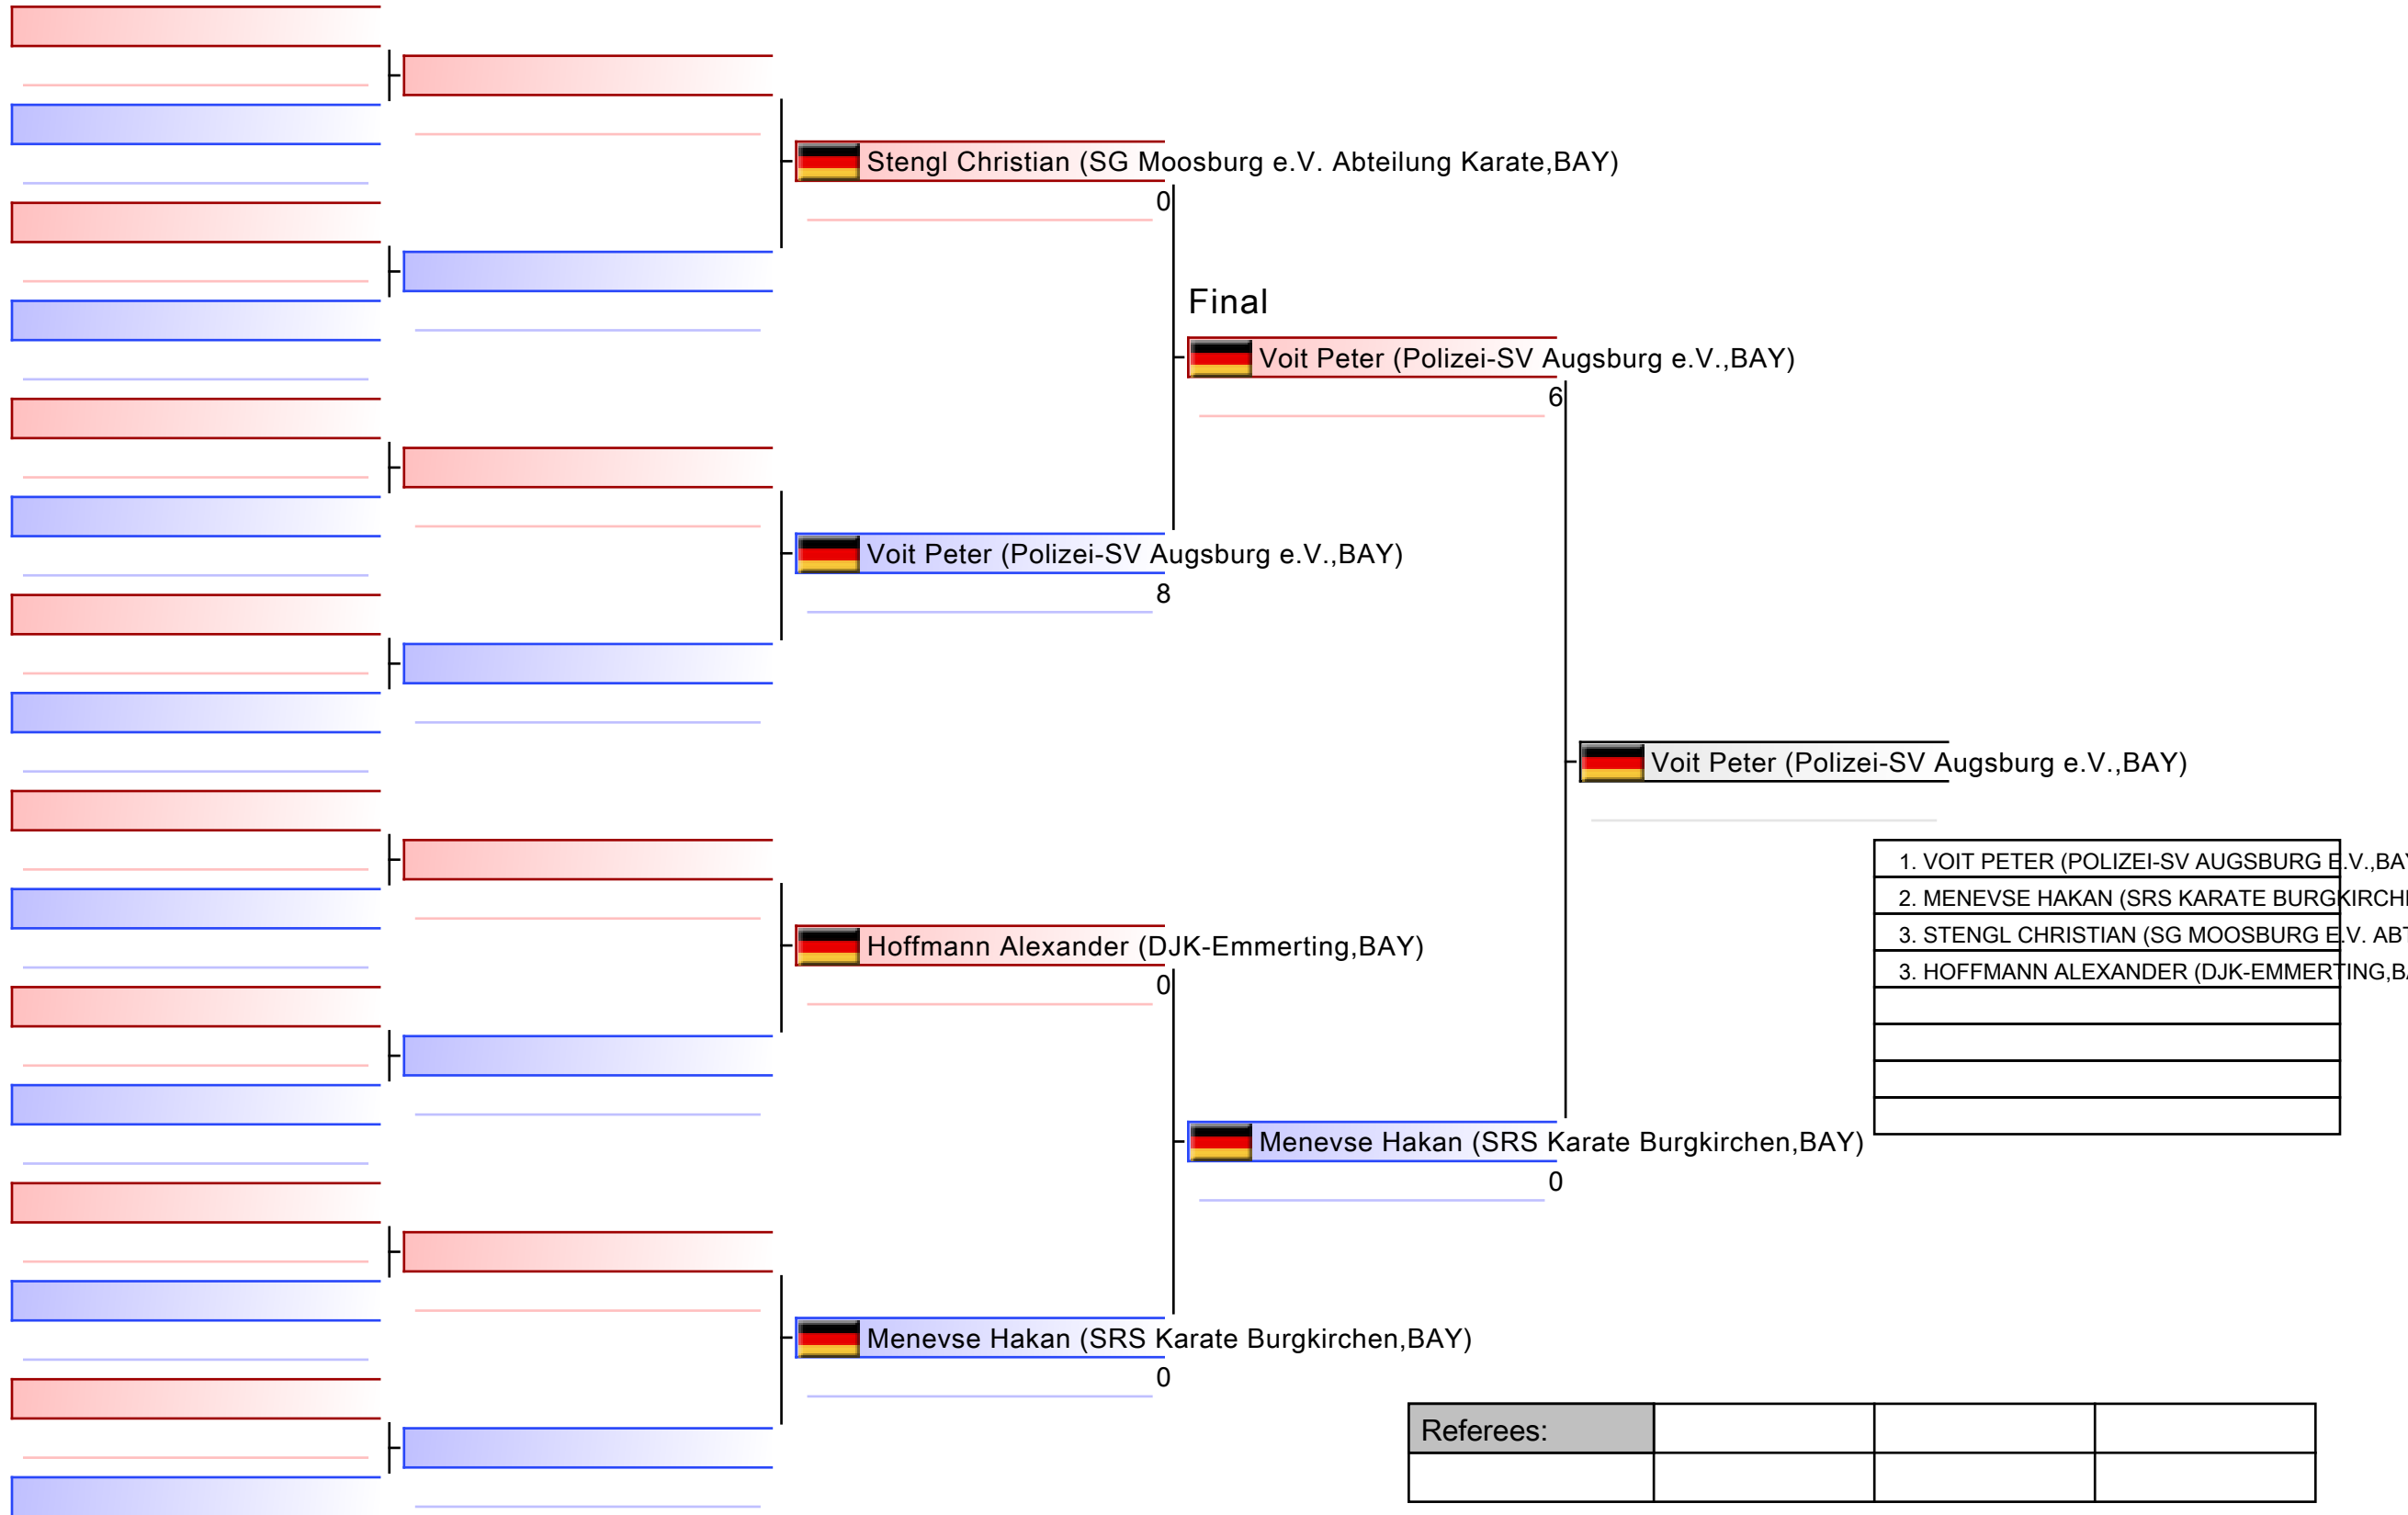 Stengl Christian (SG Moosburg e.V. Abteilung Karate,BAY)
0
Final
Voit Peter (Polizei-SV Augsburg e.V.,BAY)
6
Voit Peter (Polizei-SV Augsburg e.V.,BAY)
8
Voit Peter (Polizei-SV Augsburg e.V.,BAY)
1. VOIT PETER (POLIZEI-SV AUGSBURG E.V.,BAY
2. MENEVSE HAKAN (SRS KARATE BURGKIRCH
3. STENGL CHRISTIAN (SG MOOSBURG E.V. ABT
3. HOFFMANN ALEXANDER (DJK-EMMERTING,BA
Hoffmann Alexander (DJK-Emmerting,BAY)
0
Menevse Hakan (SRS Karate Burgkirchen,BAY)
0
Menevse Hakan (SRS Karate Burgkirchen,BAY)
0
Referees: